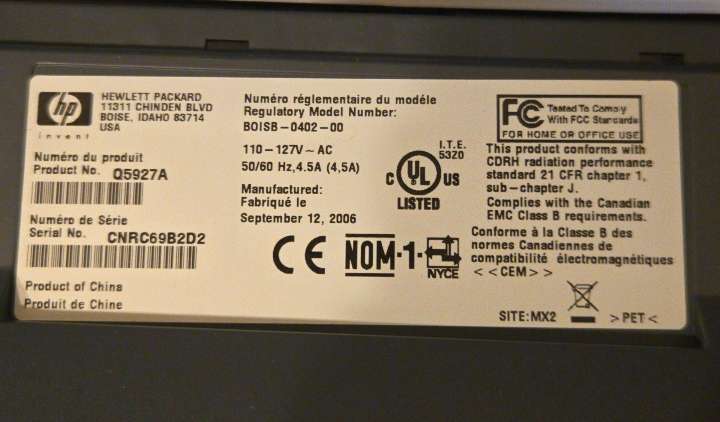 hp
invent
HEWLETT PACKARD
11311 CHINDEN BLVD
BOISE, IDAHO 83714
USA
Numéro du produit
Product No. Q5927A
Numéro de Série
Serial No. CNRC69B2D2
Product of China
Produit de Chine
Numéro réglementaire du modéle
Regulatory Model Number:
BOISB-0402-00
110-127V~ AC
50/60 Hz,4.5A (4,5A)
Manufactured:
Fabriqué le
September 12, 2006
I.T.E.
5320
C UL US
LISTED
CE NOM·1· NYCE
FC Tested To Comply
With FCC Standards
FOR HOME OR OFFICE USE
This product conforms with
CDRH radiation performance
standard 21 CFR chapter 1,
sub-chapter J.
Complies with the Canadian
EMC Class B requirements.
Conforme à la Classe B des
normes Canadiennes de
compatibilité électromagnétiques
<<CEM>>
SITE:MX2
>PET<